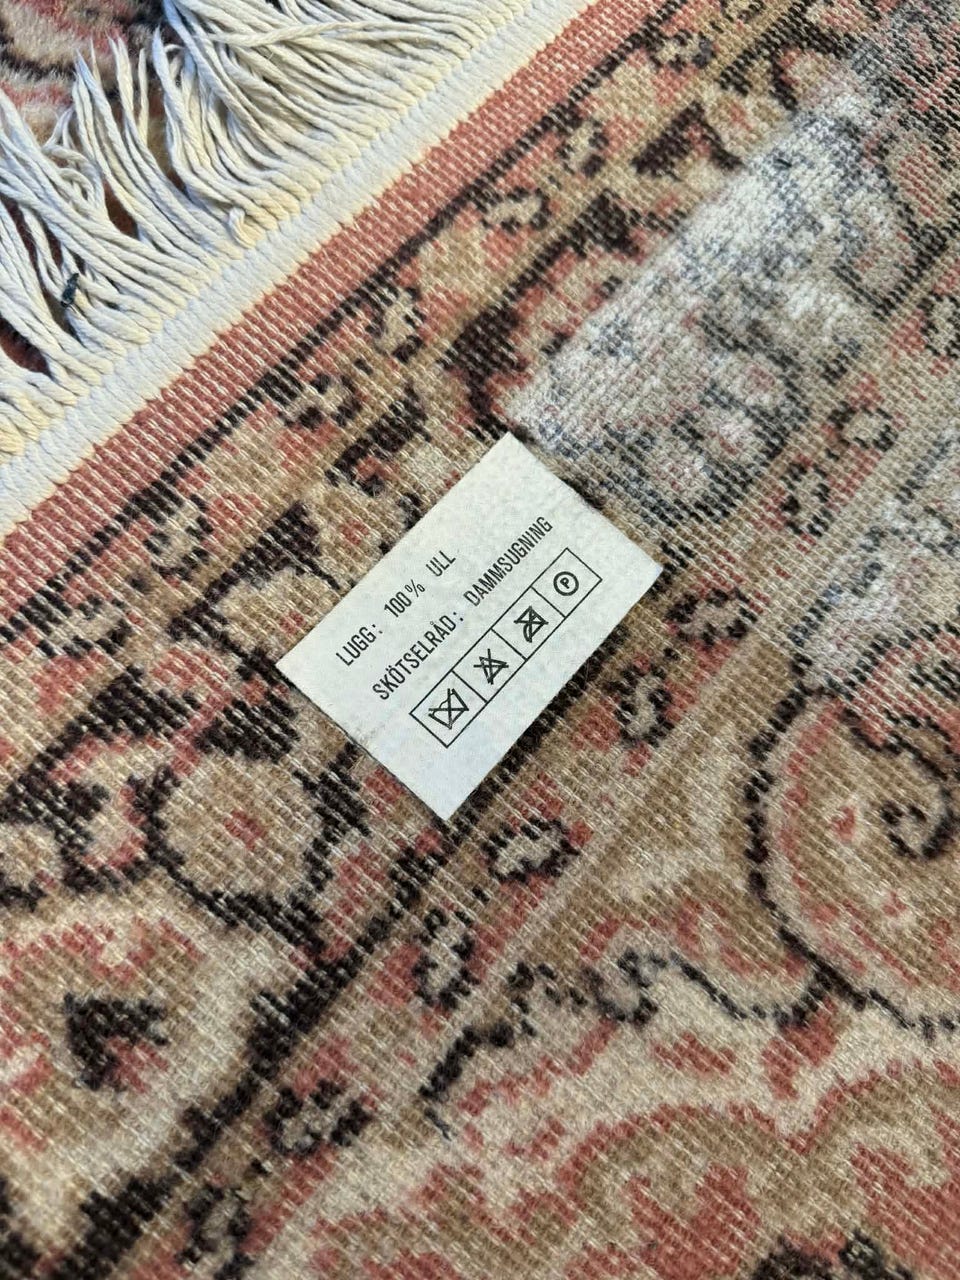 LUGG: 100% ULL
SKÖTSELRÅD: DAMMSUGNING
P